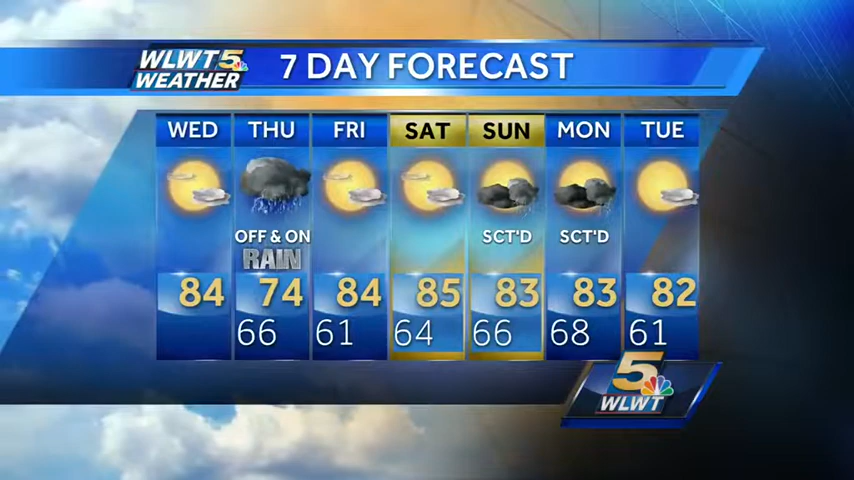 WLWT 5
WEATHER
7 DAY FORECAST
WED THU FRI SAT SUN MON TUE
OFF & ON SCT'D SCT'D
RAIN
84 74 84 85 83 83 82
66 61 64 66 68 61
5
WLWT